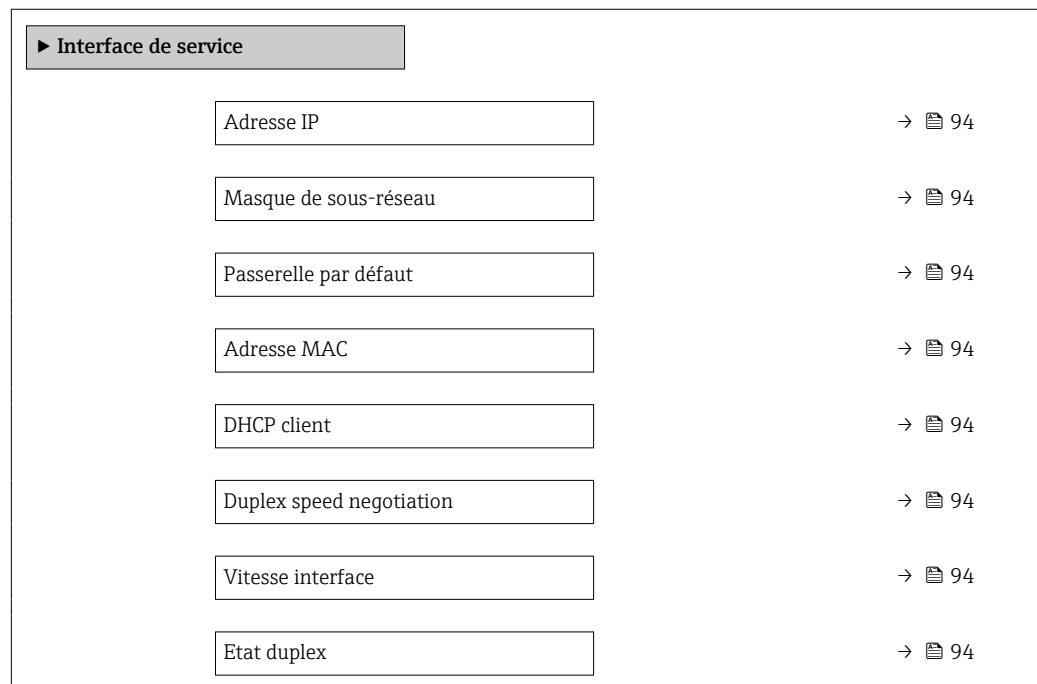 ▶ Interface de service
Adresse IP → 94
Masque de sous-réseau → 94
Passerelle par défaut → 94
Adresse MAC → 94
DHCP client → 94
Duplex speed negotiation → 94
Vitesse interface → 94
Etat duplex → 94